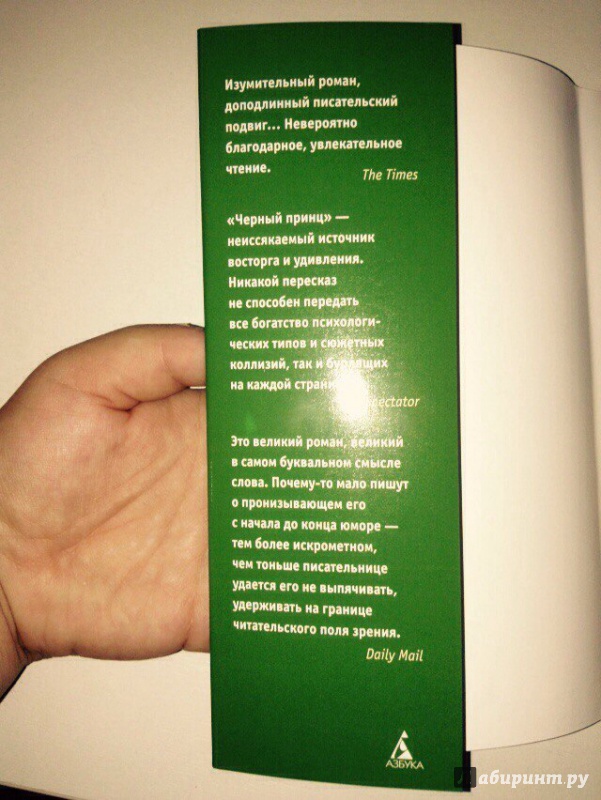 Изумительный роман,
доподлинный писательский
подвиг... Невероятно
благодарное, увлекательное
чтение.
The Times
«Черный принц» —
неиссякаемый источник
восторга и удивления.
Никакой пересказ
не способен передать
все богатство психологи-
ческих типов и сюжетных
коллизий, так и бурлящих
на каждой
Это великий роман, великий
в самом буквальном смысле
слова. Почему-то мало пишут
о пронизывающем его
с начала до конца юморе —
тем более искрометном,
чем тоньше писательнице
удается его не выпячивать,
удерживать на границе
читательского поля зрения.
Daily Mail
АЗБУКА
Лабиринт.ру